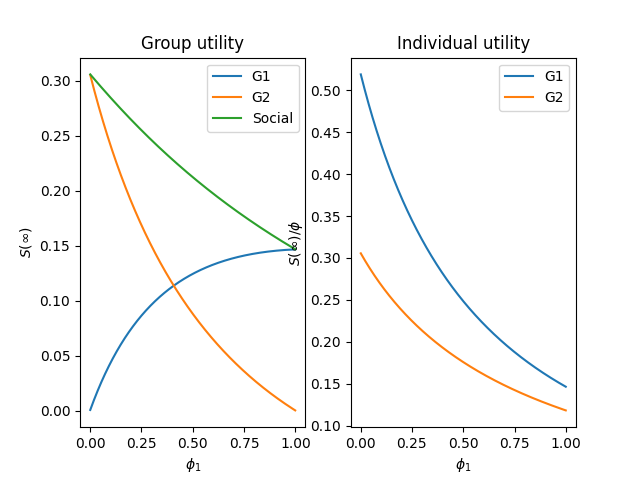 Group utility
G1
G2
Social
0.30
0.25
0.20
0.15
0.10
0.05
0.00
S(∞)
0.00 0.25 0.50 0.75 1.00
ϕ₁
Individual utility
G1
G2
0.50
0.45
0.40
0.35
0.30
0.25
0.20
0.15
0.10
S(∞)/ϕ
0.00 0.25 0.50 0.75 1.00
ϕ₁